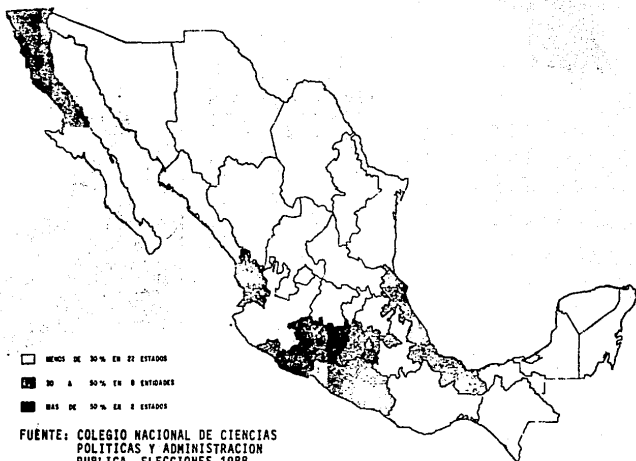 MENOS DE 30 % EN 22 ESTADOS
30 A 50 % EN 8 ENTIDADES
MAS DE 50 % EN 2 ESTADOS
FUENTE: COLEGIO NACIONAL DE CIENCIAS
POLITICAS Y ADMINISTRACION
PUBLICA. ELECCIONES 1988